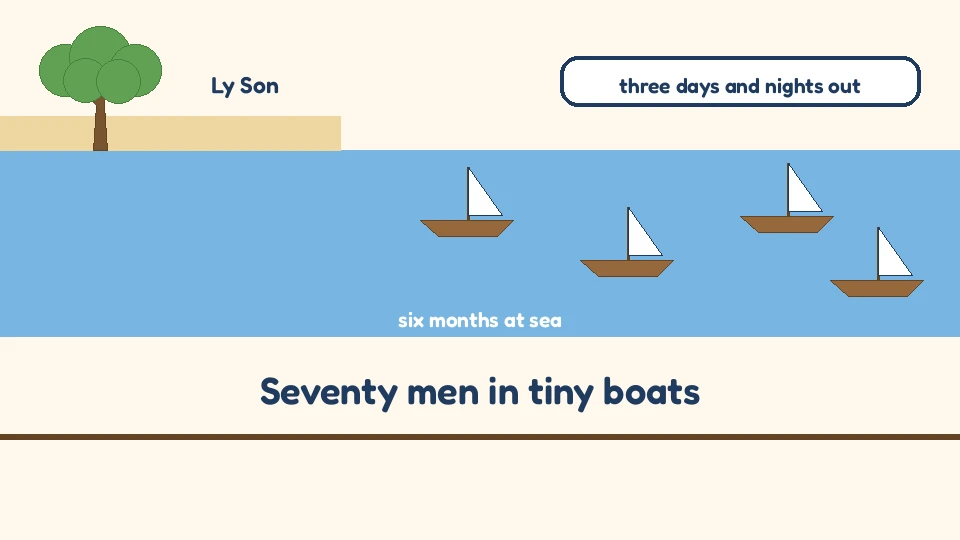 Ly Son
three days and nights out
six months at sea
Seventy men in tiny boats